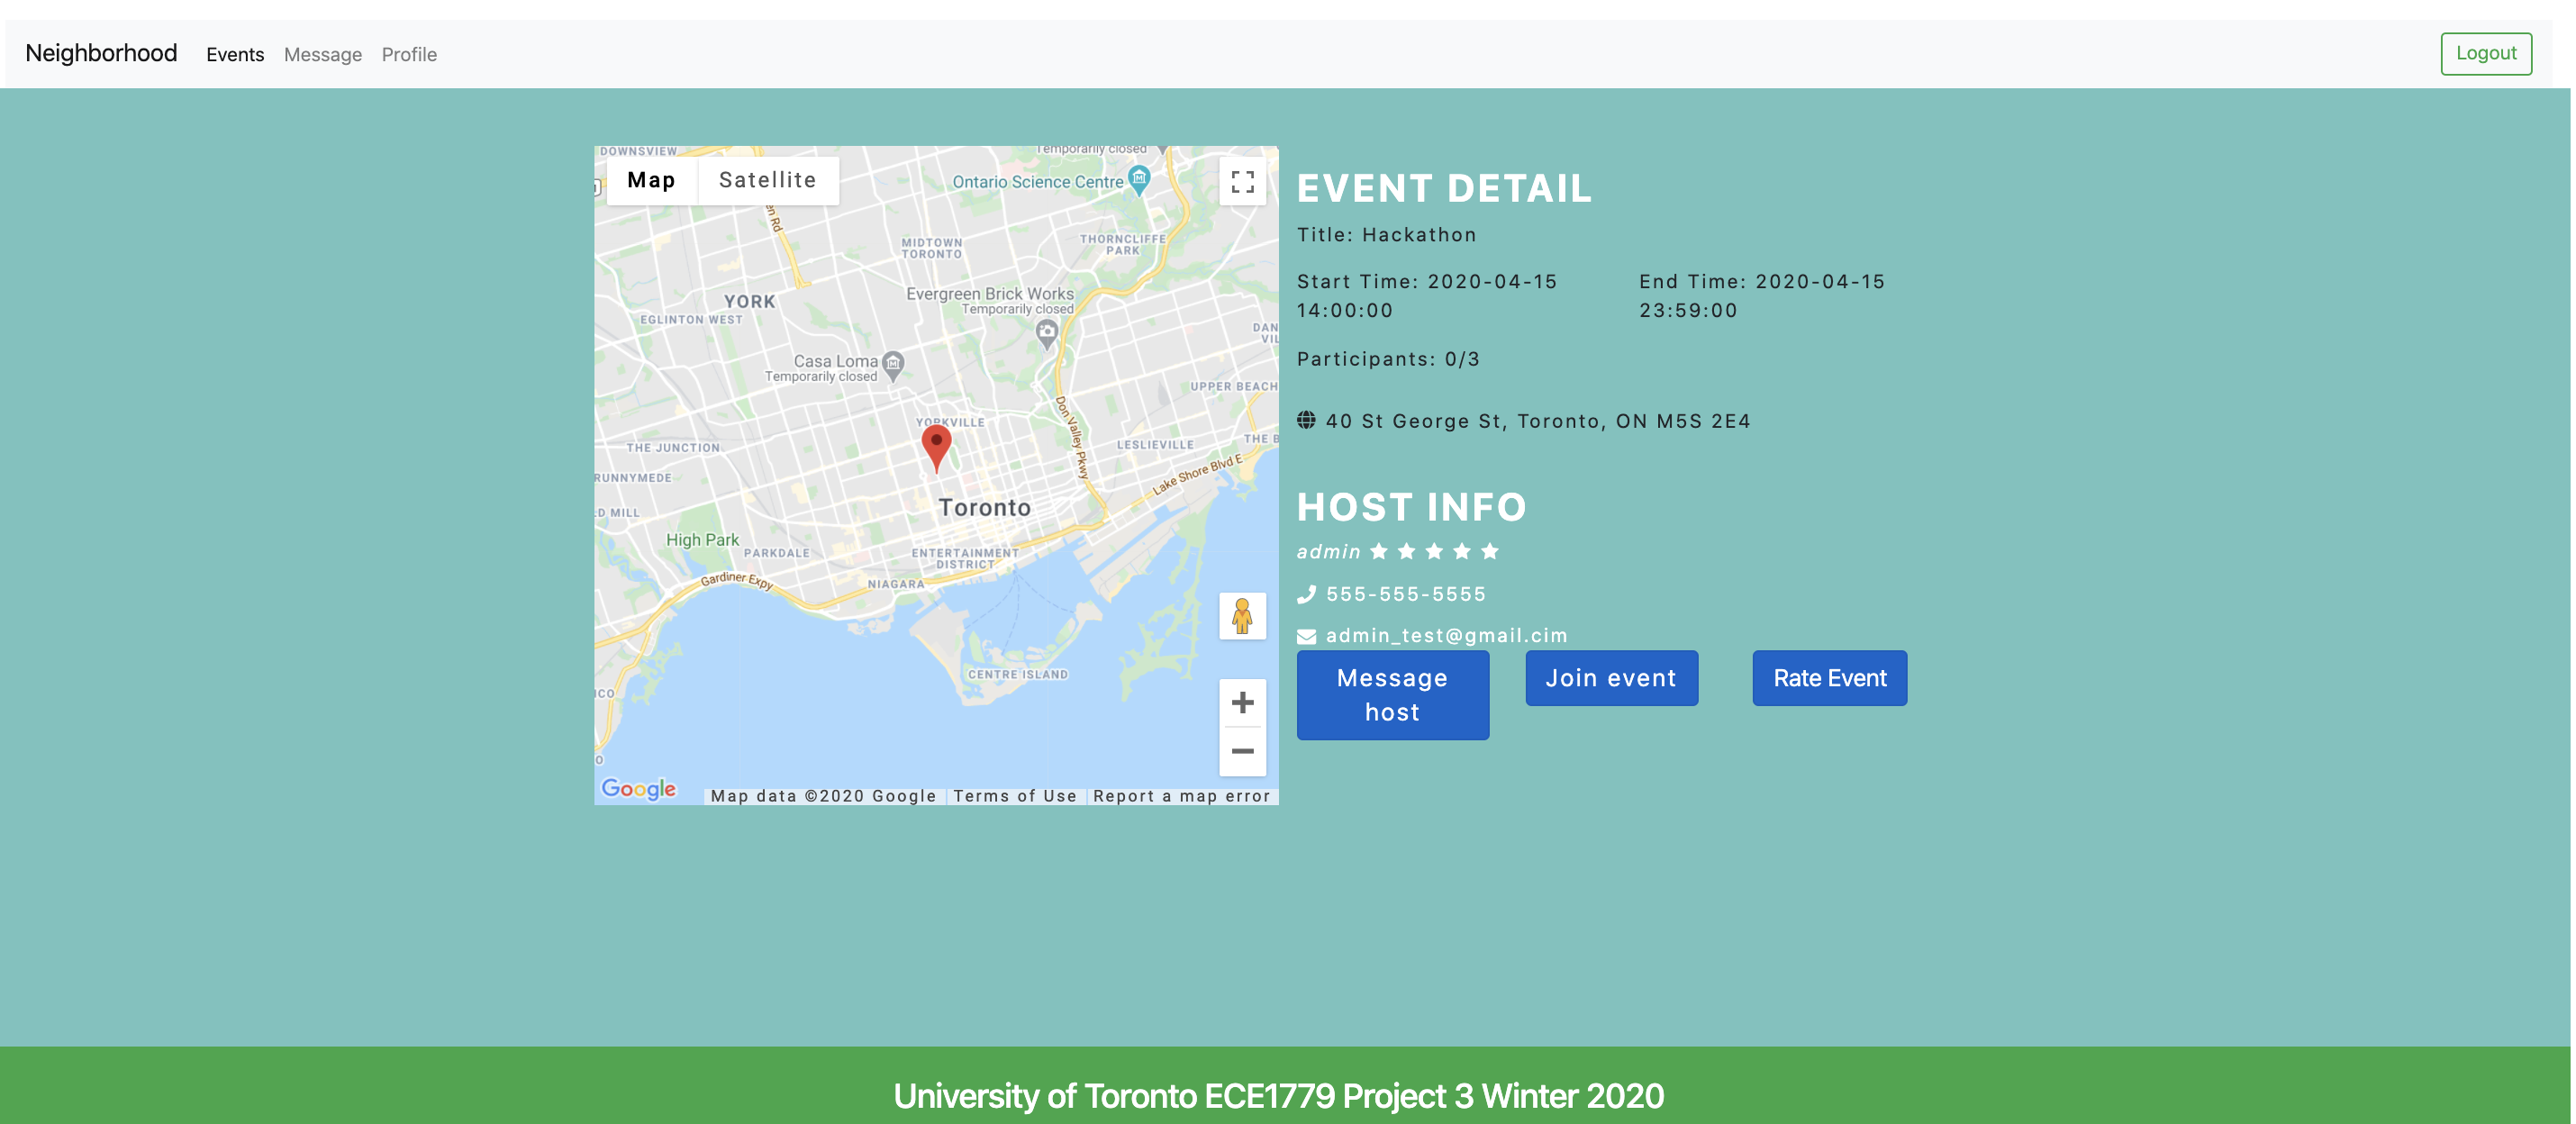 Neighborhood Events Message Profile Logout
DOWNSVIEW
Temporarily closed
Map Satellite
Ontario Science Centre
MIDTOWN
TORONTO
THORNCLIFFE
PARK
YORK
EGLINTON WEST
Evergreen Brick Works
Temporarily closed
Casa Loma
Temporarily closed
UPPER BEACH
YORKVILLE
Don Valley Pkwy
THE JUNCTION
LESLIEVILLE
THE B
RUNNYMEDE
Lake Shore Blvd E
Toronto
High Park
PARKDALE
ENTERTAINMENT
DISTRICT
Gardiner Expy
NIAGARA
CENTRE ISLAND
Google
Map data ©2020 Google Terms of Use Report a map error
EVENT DETAIL
Title: Hackathon
Start Time: 2020-04-15
14:00:00
End Time: 2020-04-15
23:59:00
Participants: 0/3
40 St George St, Toronto, ON M5S 2E4
HOST INFO
admin
555-555-5555
admin_test@gmail.cim
Message
host
Join event
Rate Event
University of Toronto ECE1779 Project 3 Winter 2020